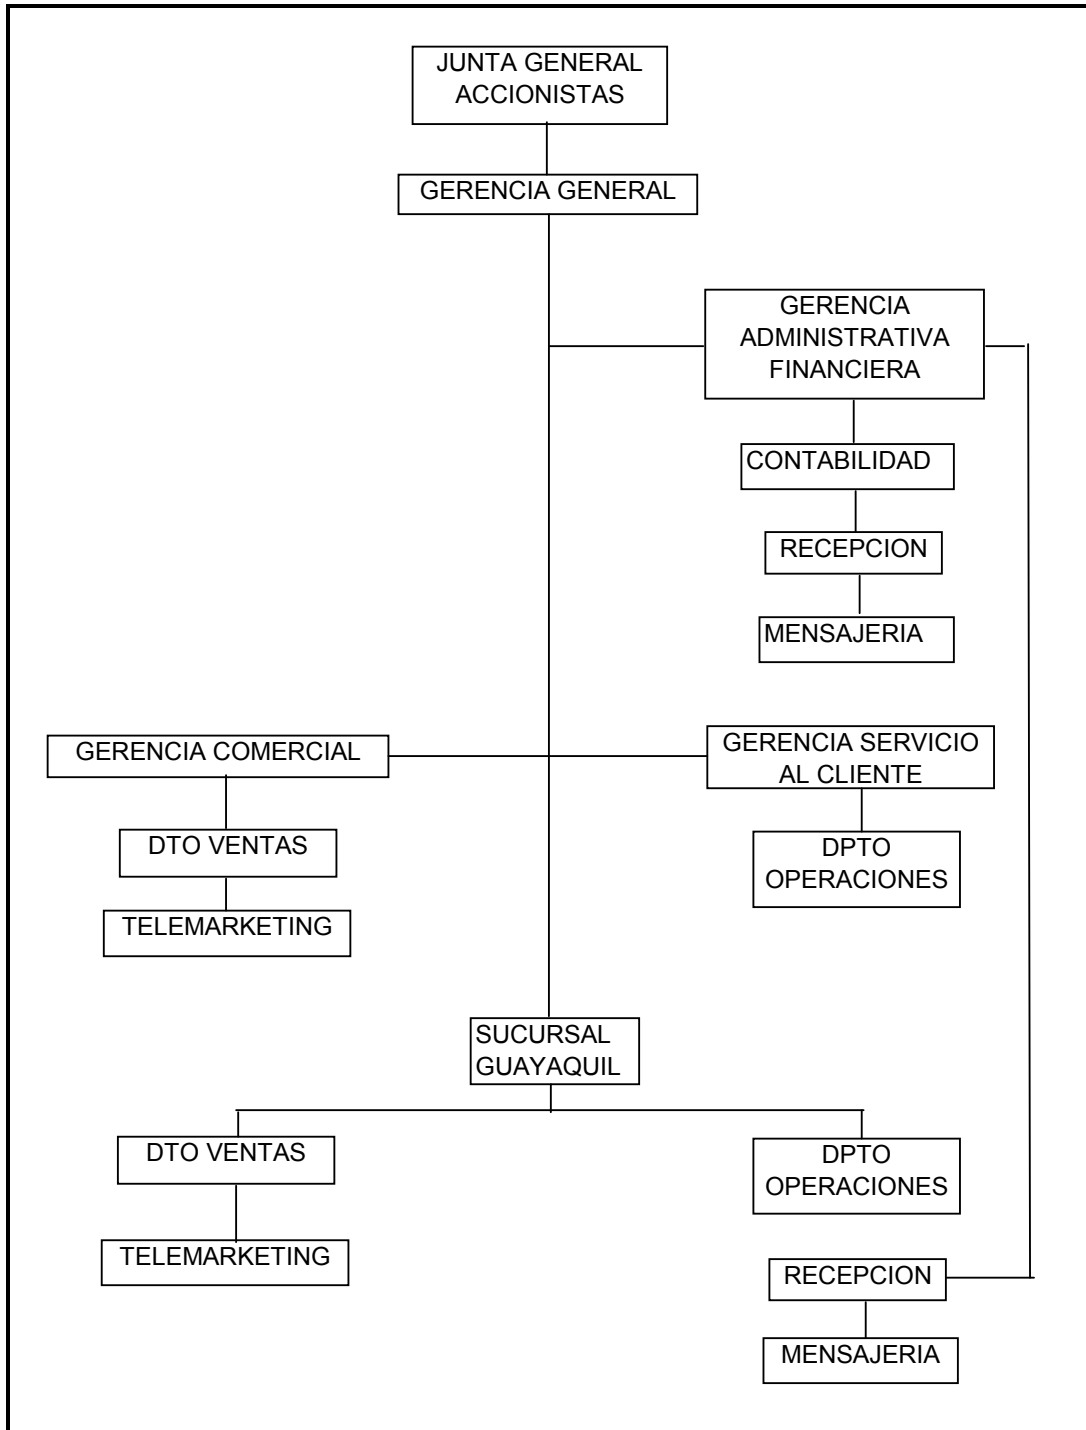 JUNTA GENERAL
ACCIONISTAS
GERENCIA GENERAL
GERENCIA
ADMINISTRATIVA
FINANCIERA
CONTABILIDAD
RECEPCION
MENSAJERIA
GERENCIA COMERCIAL
GERENCIA SERVICIO
AL CLIENTE
DTO VENTAS
DPTO
OPERACIONES
TELEMARKETING
SUCURSAL
GUAYAQUIL
DTO VENTAS
DPTO
OPERACIONES
TELEMARKETING
RECEPCION
MENSAJERIA